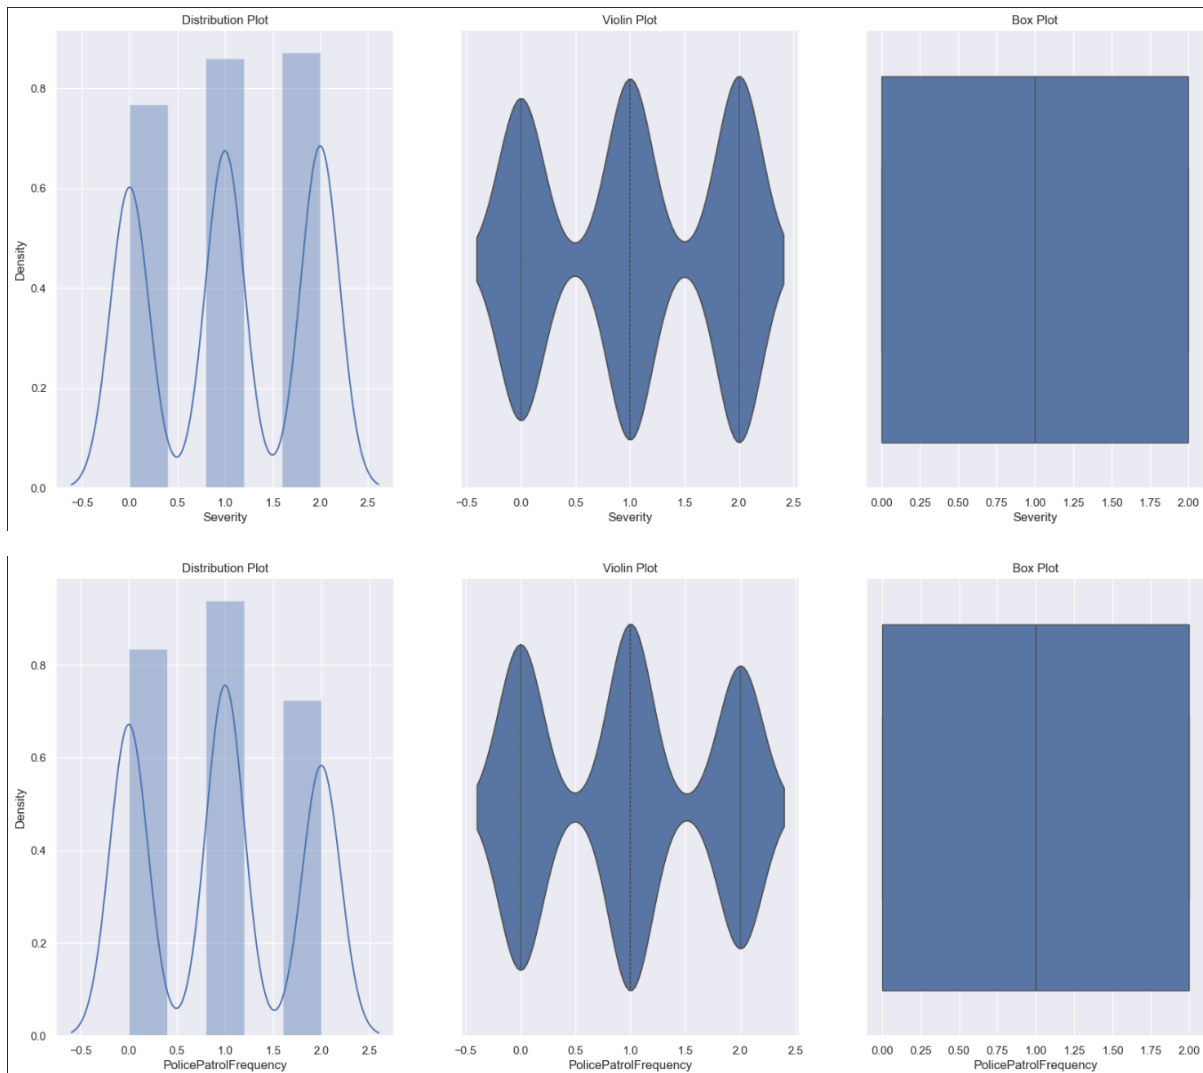 Distribution Plot
Violin Plot
Box Plot
0.8
0.6
Density
0.4
0.2
0.0
−0.5 0.0 0.5 1.0 1.5 2.0 2.5
Severity
−0.5 0.0 0.5 1.0 1.5 2.0 2.5
Severity
0.00 0.25 0.50 0.75 1.00 1.25 1.50 1.75 2.00
Severity
Distribution Plot
Violin Plot
Box Plot
0.8
0.6
Density
0.4
0.2
0.0
−0.5 0.0 0.5 1.0 1.5 2.0 2.5
PolicePatrolFrequency
−0.5 0.0 0.5 1.0 1.5 2.0 2.5
PolicePatrolFrequency
0.00 0.25 0.50 0.75 1.00 1.25 1.50 1.75 2.00
PolicePatrolFrequency